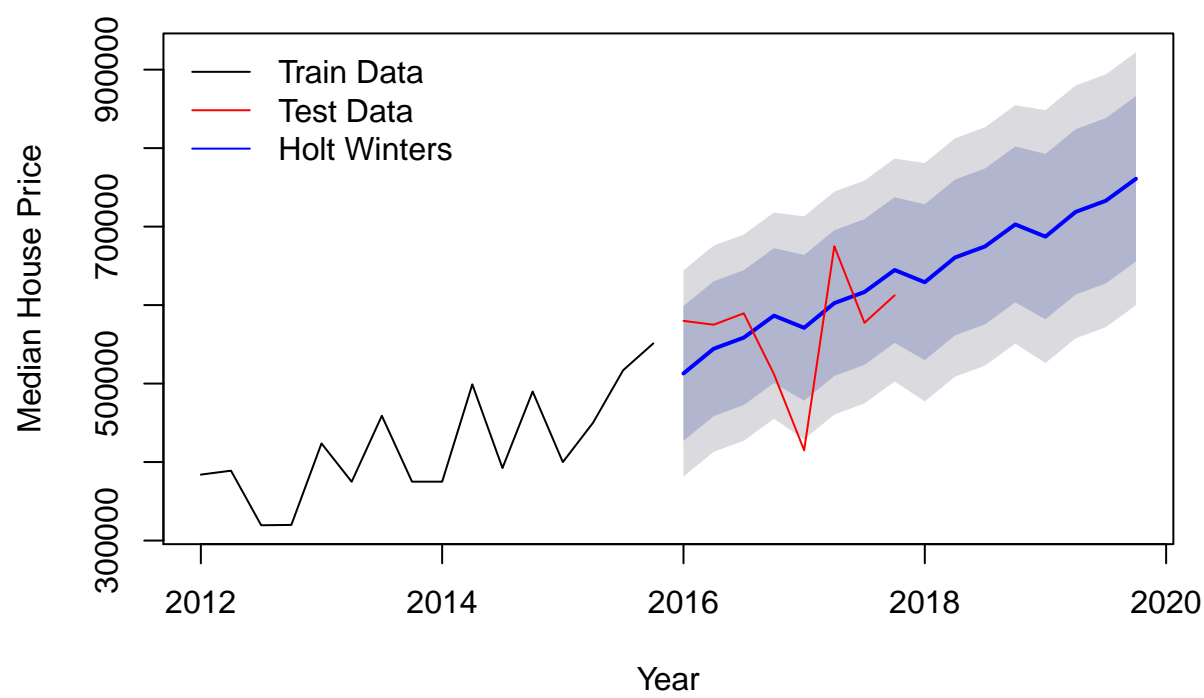 Train Data
Test Data
Holt Winters
Median House Price
900000
700000
500000
300000
2012 2014 2016 2018 2020
Year